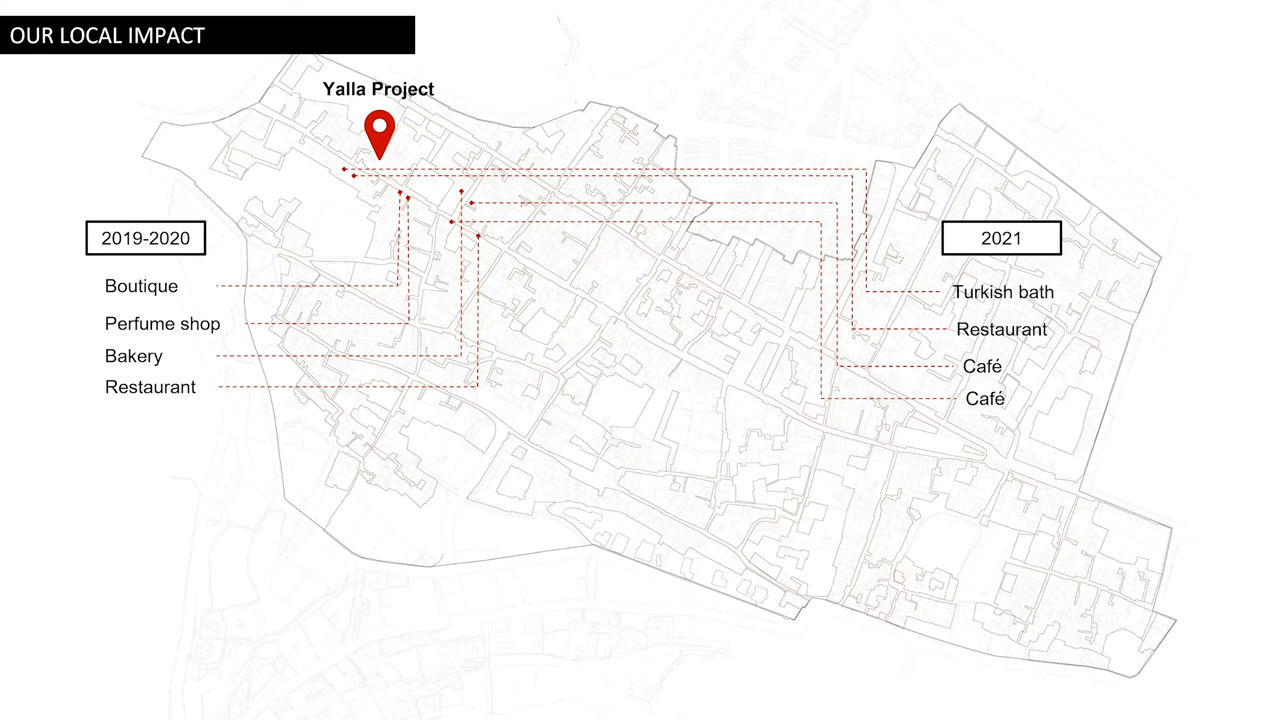 OUR LOCAL IMPACT
Yalla Project
2019-2020
Boutique
Perfume shop
Bakery
Restaurant
2021
Turkish bath
Restaurant
Café
Café